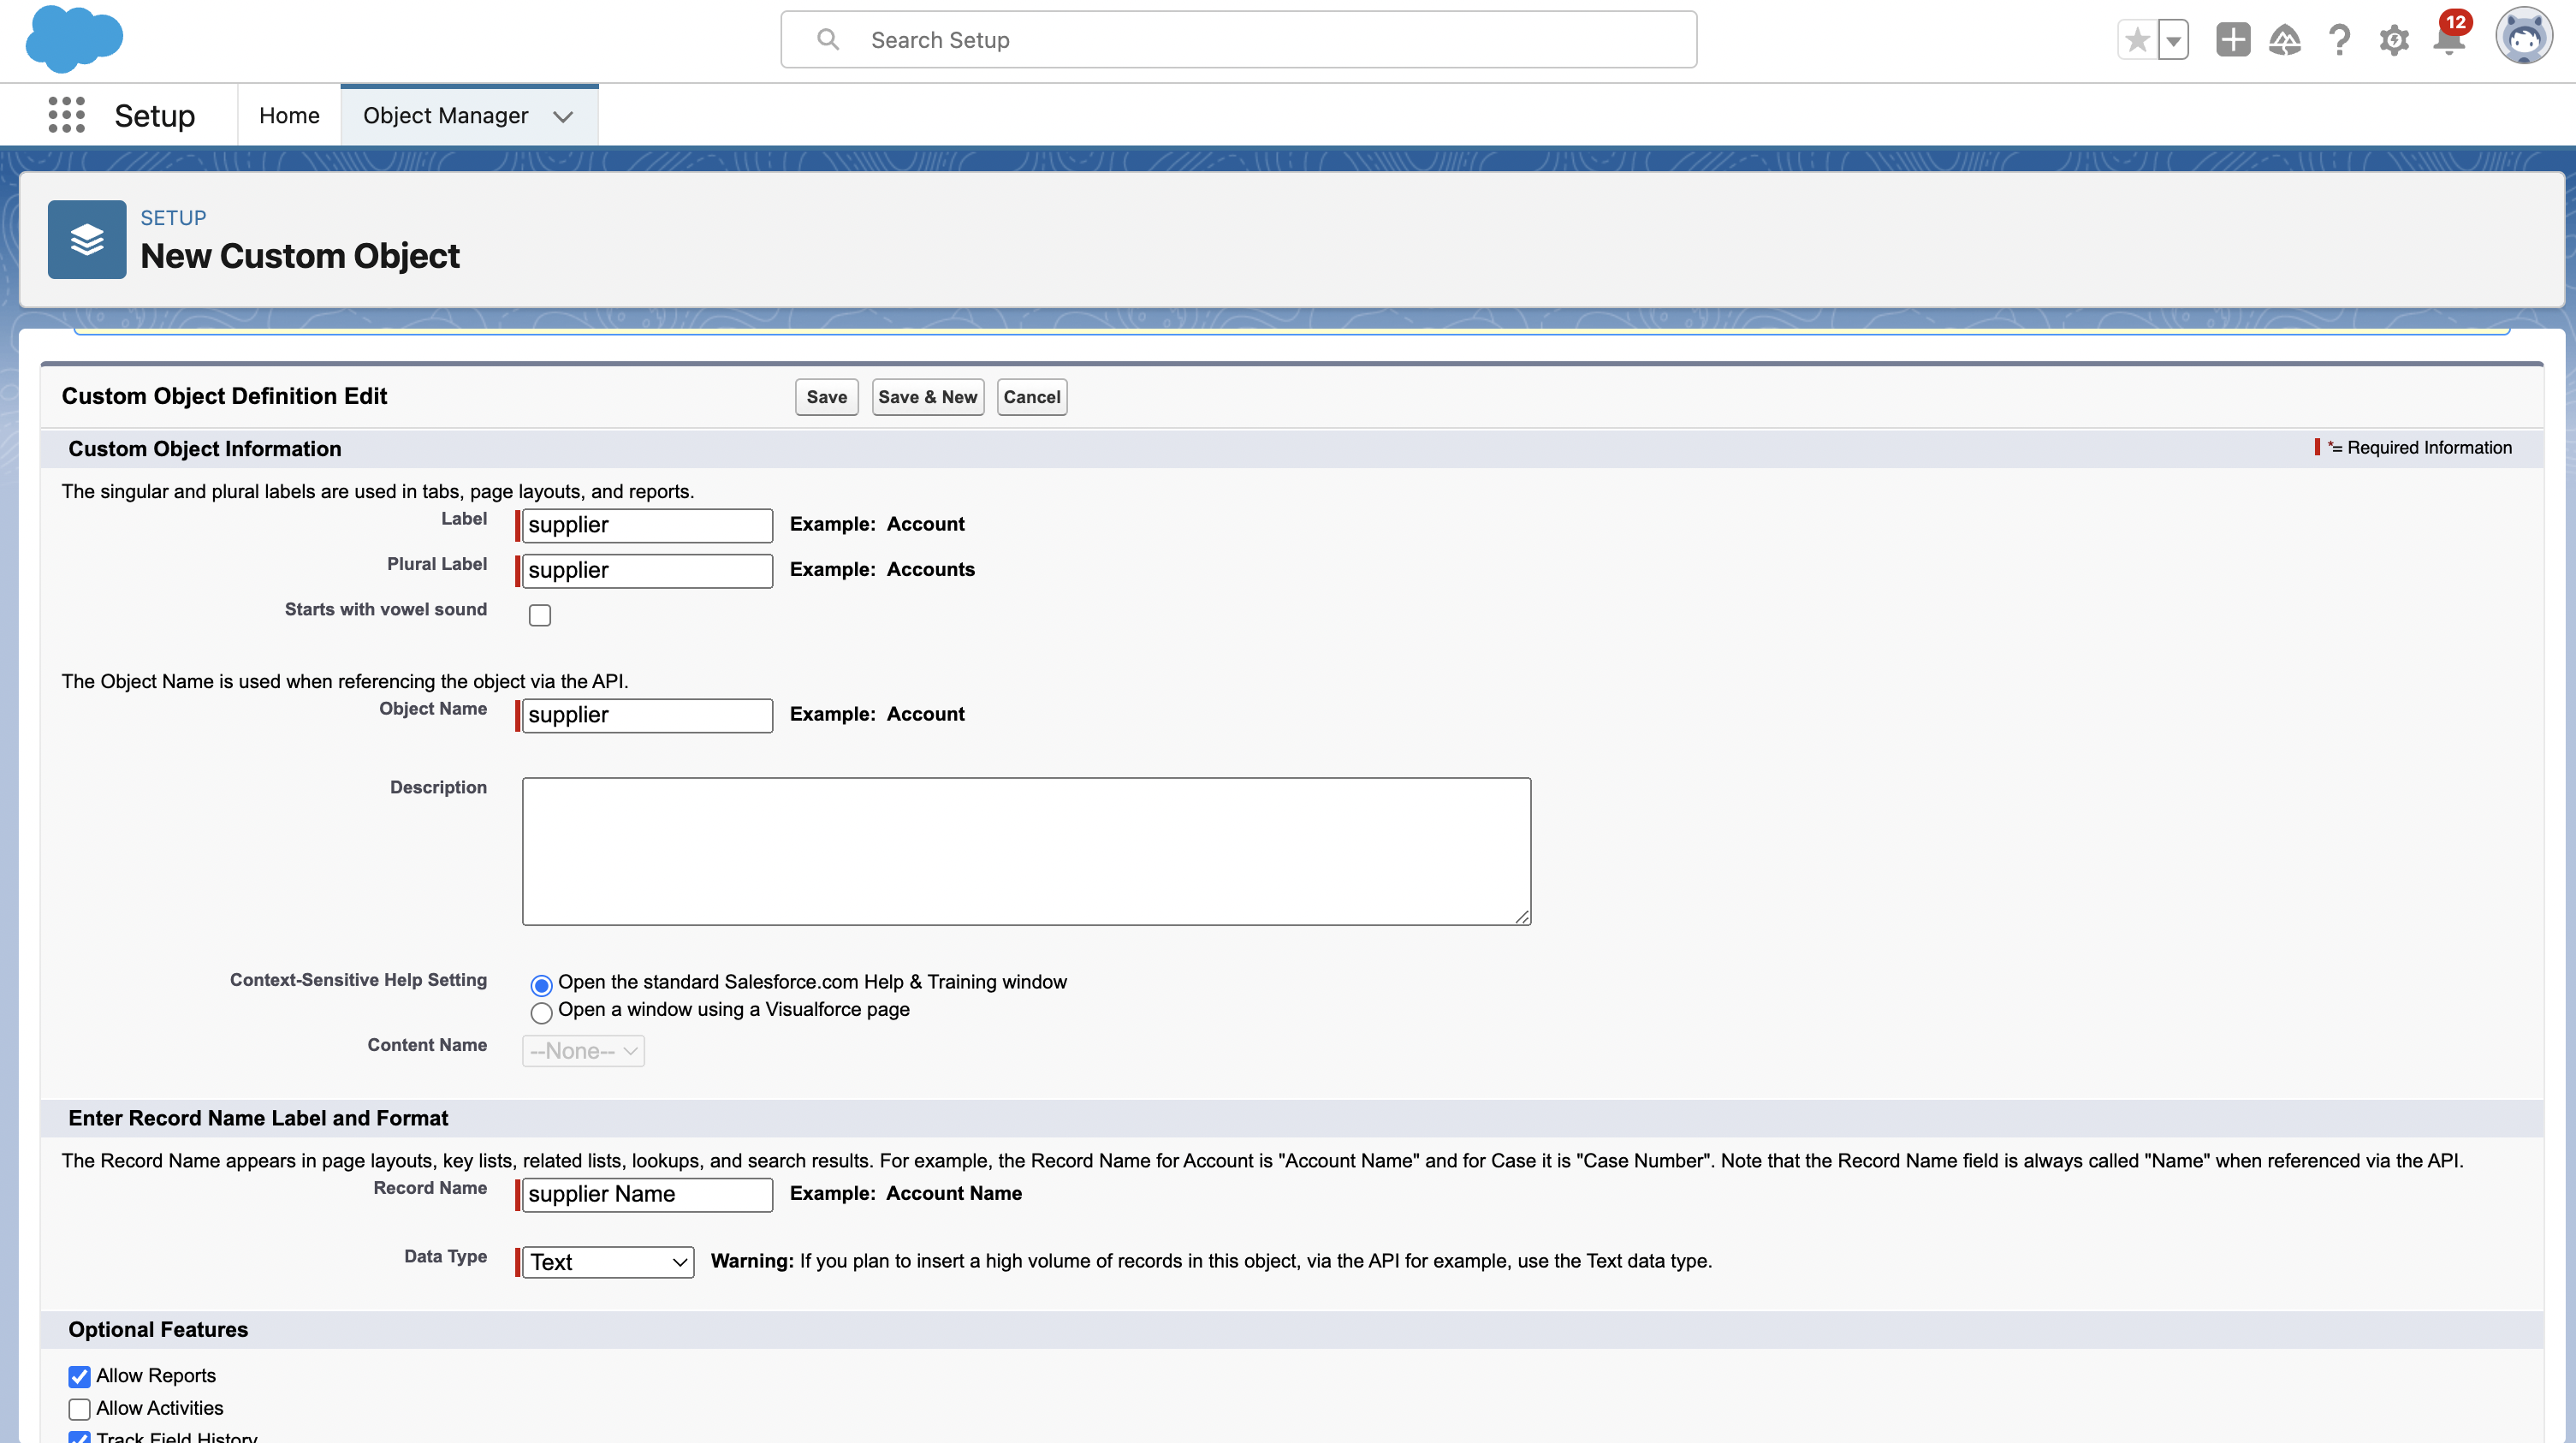 Search Setup
12
Setup
Home
Object Manager
SETUP
New Custom Object
Custom Object Definition Edit
Save
Save & New
Cancel
Custom Object Information
*= Required Information
The singular and plural labels are used in tabs, page layouts, and reports.
Label
supplier
Example: Account
Plural Label
supplier
Example: Accounts
Starts with vowel sound
The Object Name is used when referencing the object via the API.
Object Name
supplier
Example: Account
Description
Context-Sensitive Help Setting
Open the standard Salesforce.com Help & Training window
Open a window using a Visualforce page
Content Name
--None--
Enter Record Name Label and Format
The Record Name appears in page layouts, key lists, related lists, lookups, and search results. For example, the Record Name for Account is "Account Name" and for Case it is "Case Number". Note that the Record Name field is always called "Name" when referenced via the API.
Record Name
supplier Name
Example: Account Name
Data Type
Text
Warning: If you plan to insert a high volume of records in this object, via the API for example, use the Text data type.
Optional Features
Allow Reports
Allow Activities
Track Field History